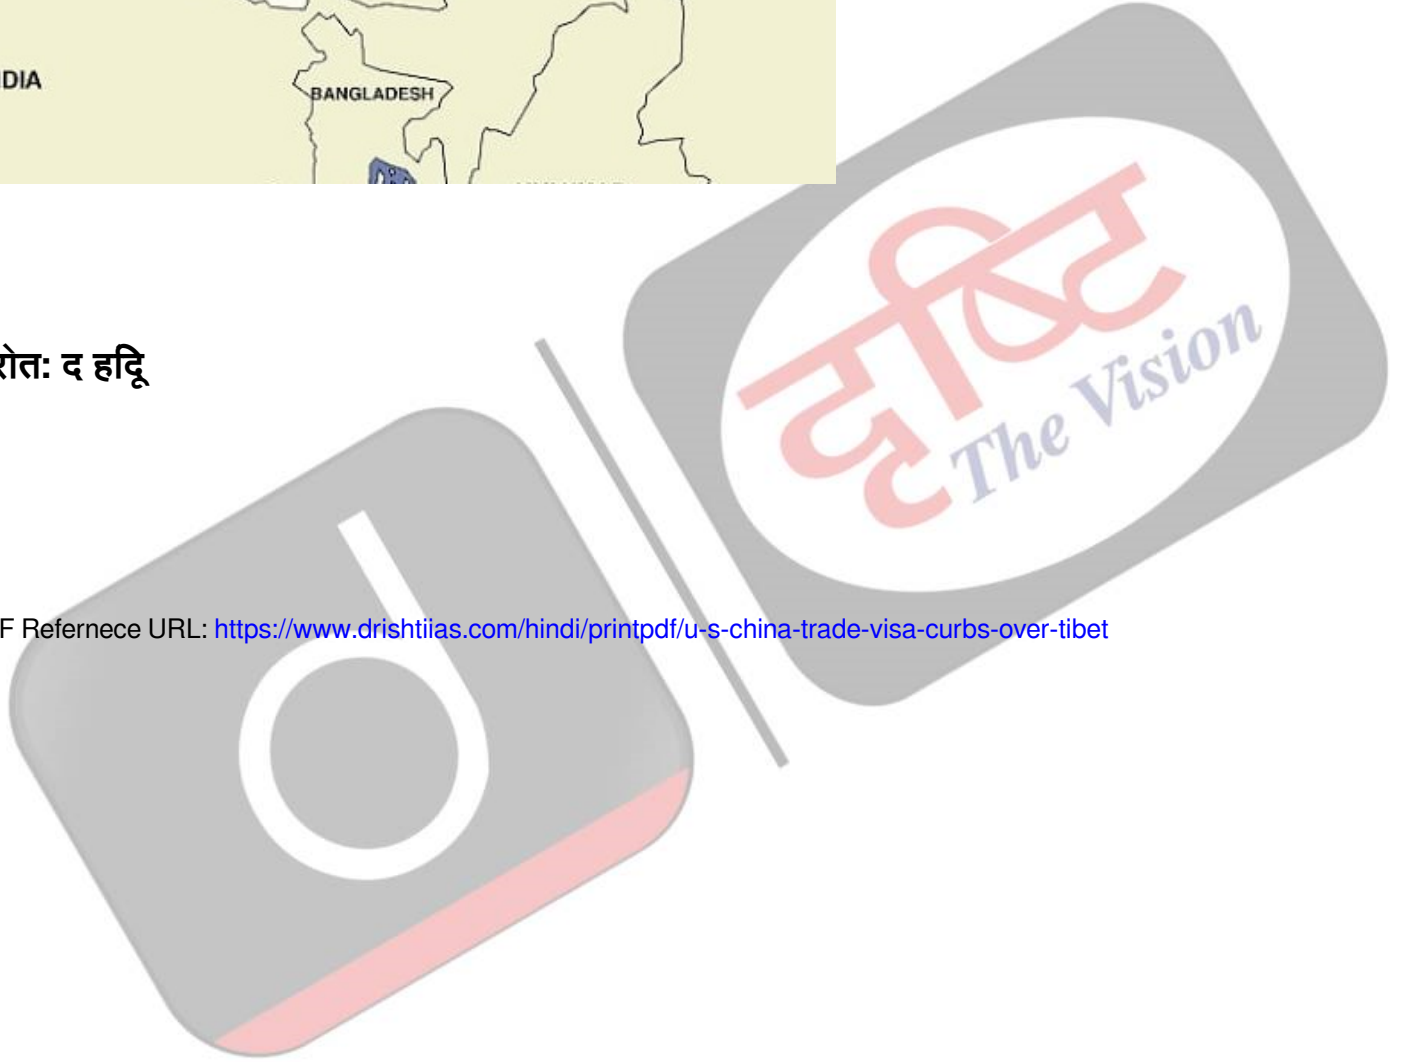 DIA
BANGLADESH
रोत: द हिंदू
दृष्टि
The Vision
d
F Refernece URL: https://www.drishtiias.com/hindi/printpdf/u-s-china-trade-visa-curbs-over-tibet